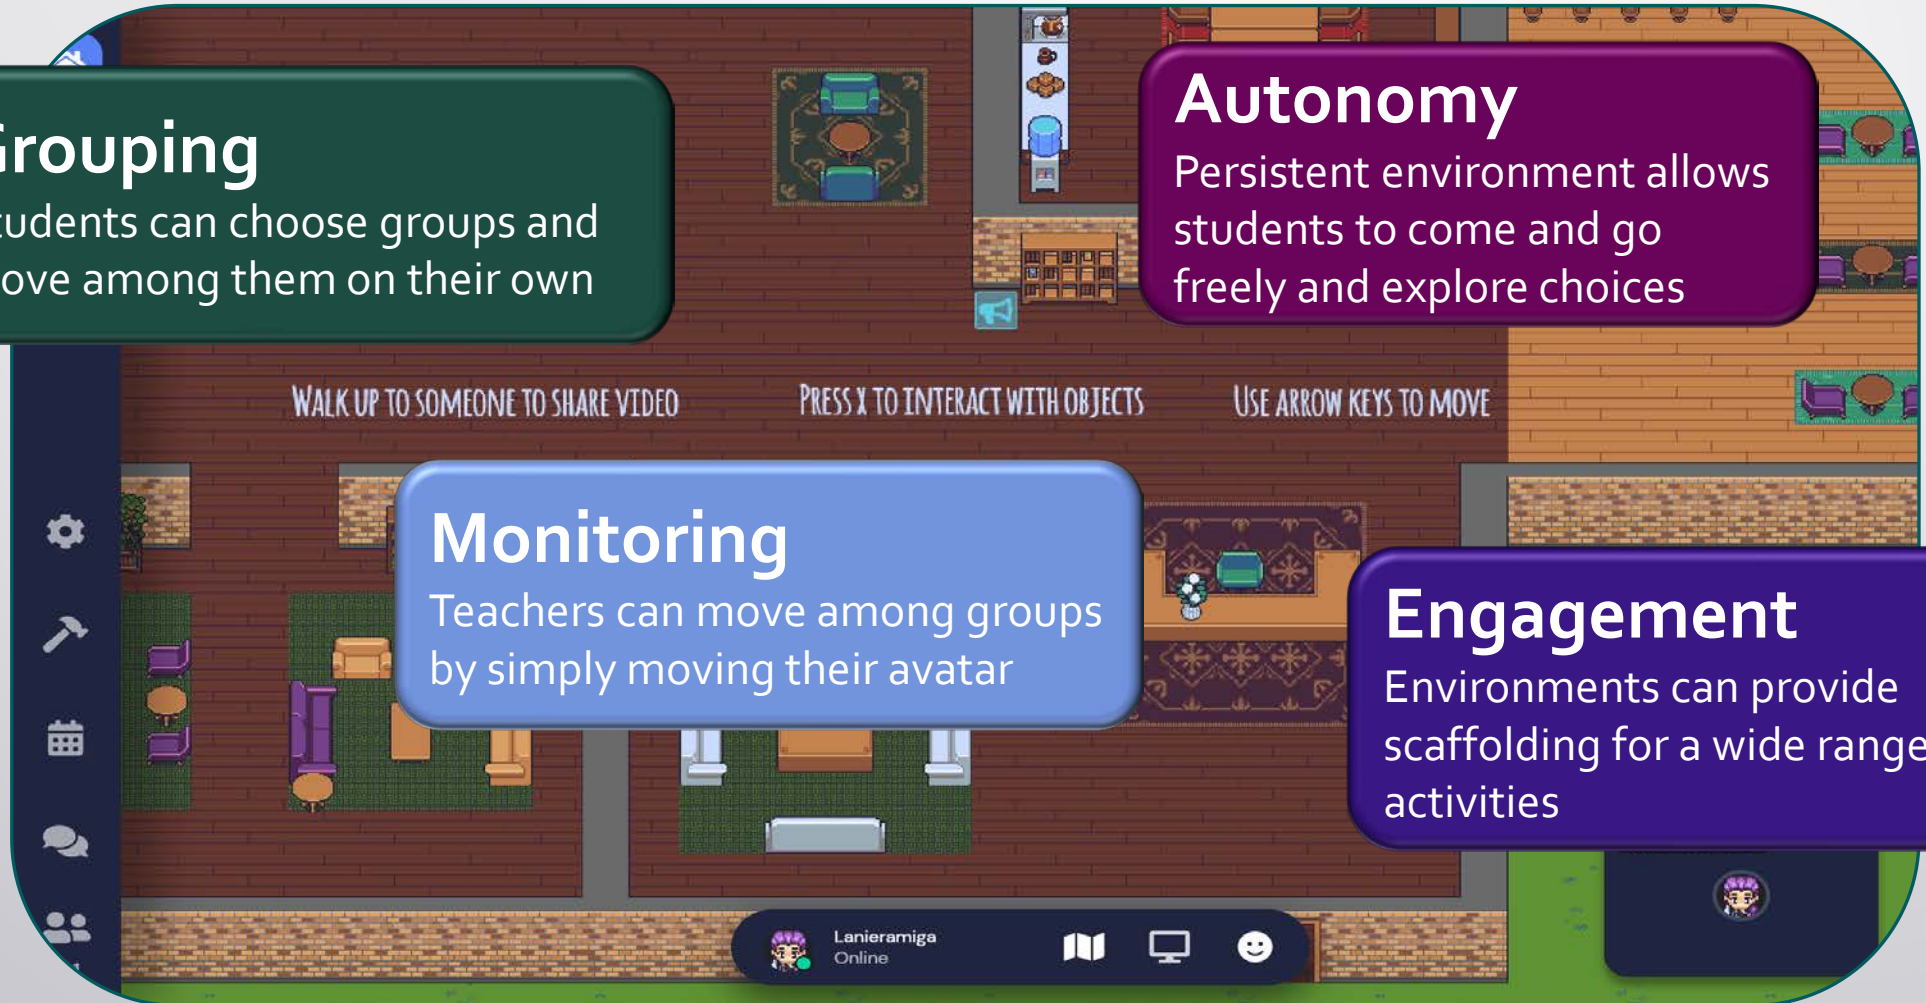 Grouping
Students can choose groups and
move among them on their own
Autonomy
Persistent environment allows
students to come and go
freely and explore choices
WALK UP TO SOMEONE TO SHARE VIDEO
PRESS X TO INTERACT WITH OBJECTS
USE ARROW KEYS TO MOVE
Monitoring
Teachers can move among groups
by simply moving their avatar
Engagement
Environments can provide
scaffolding for a wide range
activities
Lanieramiga
Online
1